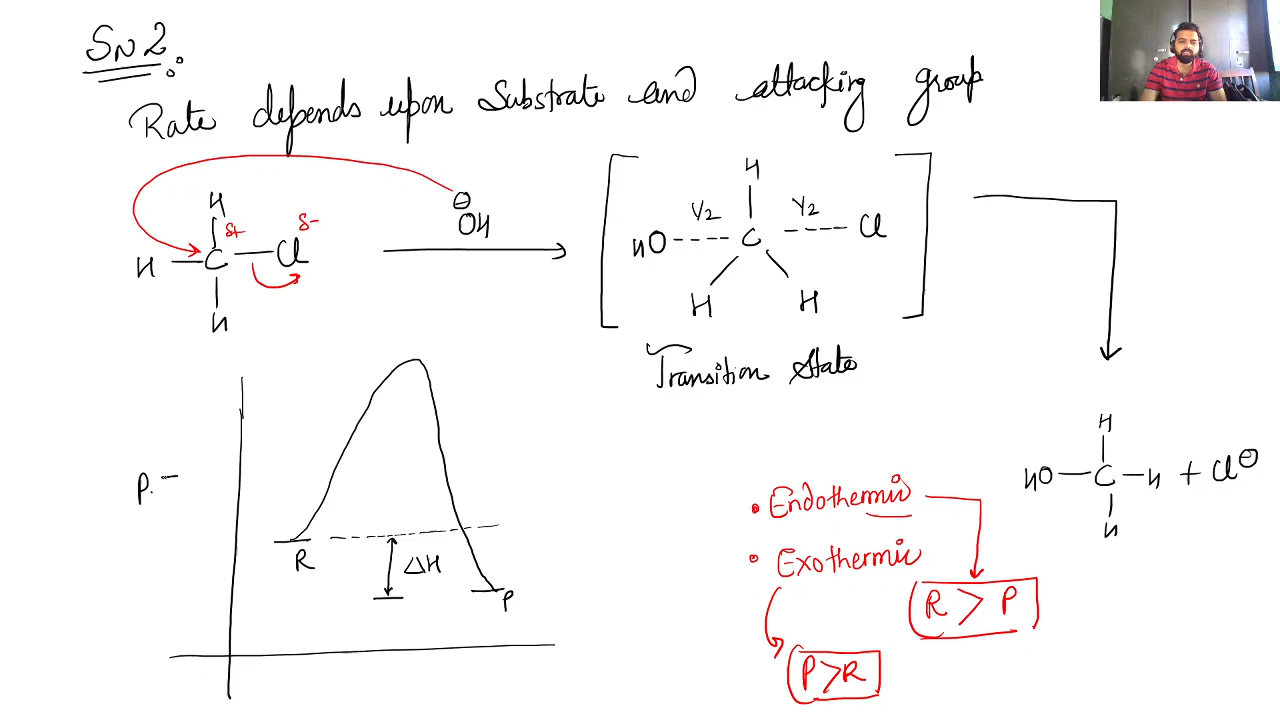 SN2:
Rate depends upon Substrate and attacking group
H
δ+
δ-
H
C
Cl
H
⊖
OH
H
1/2
1/2
HO
C
Cl
H
H
Transition State
P.
R
ΔH
P
• Endothermic
• Exothermic
R > P
P>R
H
HO-C-H + Cl⊖
H